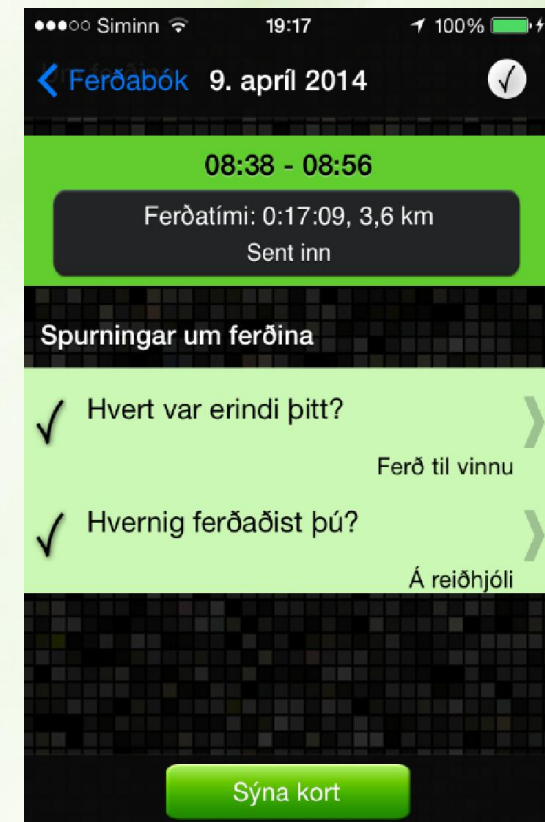 Síminn 19:17 100%
Ferðabók 9. apríl 2014
08:38 - 08:56
Ferðatími: 0:17:09, 3,6 km
Sent inn
Spurningar um ferðina
Hvert var erindi þitt?
Ferð til vinnu
Hvernig ferðaðist þú?
Á reiðhjóli
Sýna kort